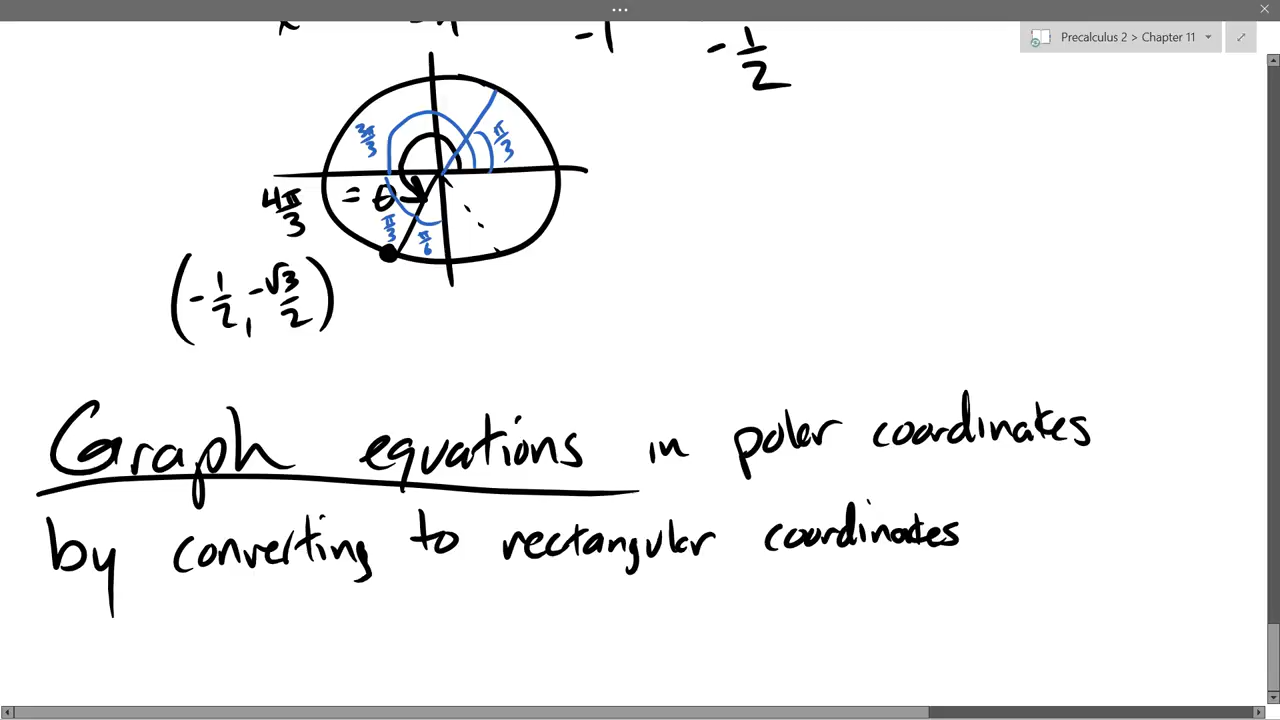 Precalculus 2 > Chapter 11
-1
- 1/2
3π/3
π/3
4π/3 = θ
π/3
π/6
(-1/2, -√3/2)
Graph equations in polar coordinates
by converting to rectangular coordinates